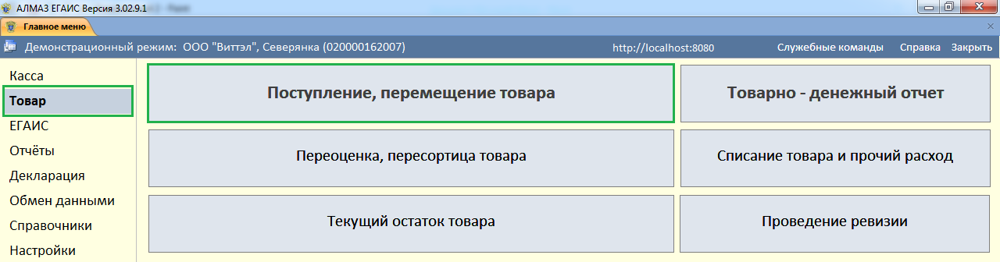 АЛМАЗ ЕГАИС Версия 3.02.9.1
Главное меню
Демонстрационный режим: ООО "Виттэл", Северянка (020000162007) http://localhost:8080 Служебные команды Справка Закрыть
Касса
Товар
ЕГАИС
Отчёты
Декларация
Обмен данными
Справочники
Настройки
Поступление, перемещение товара
Товарно - денежный отчет
Переоценка, пересортица товара
Списание товара и прочий расход
Текущий остаток товара
Проведение ревизии